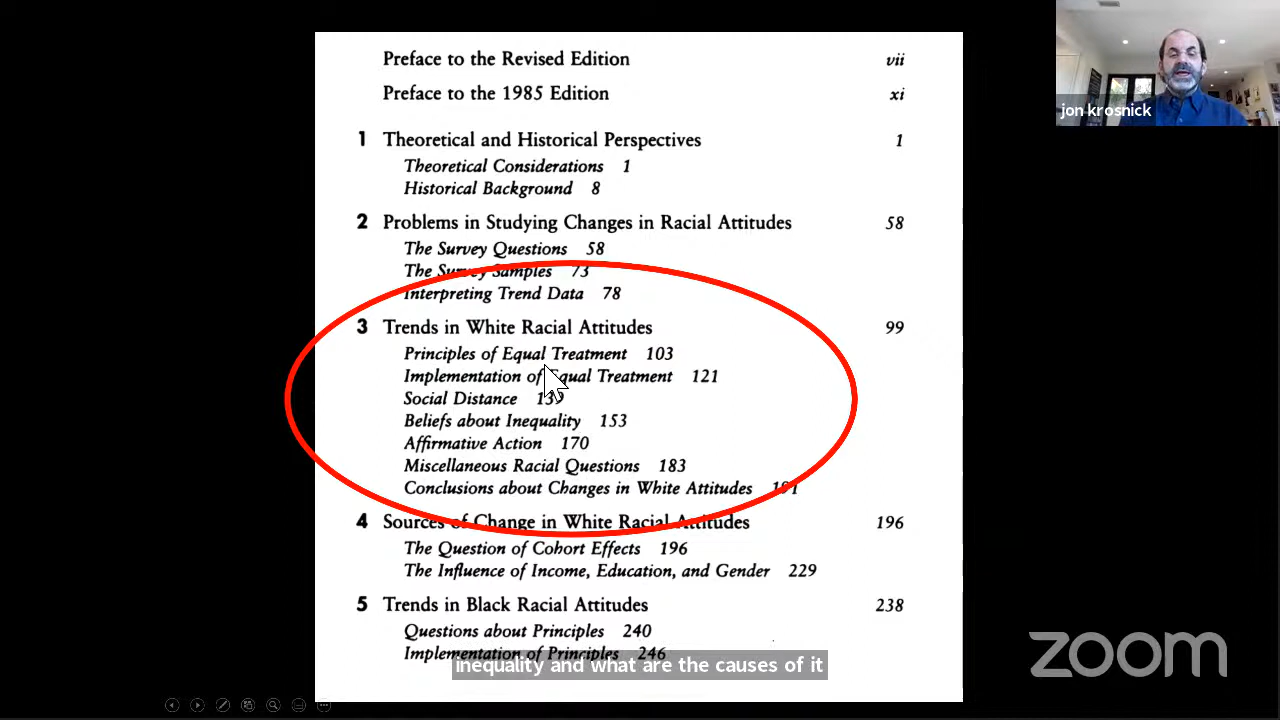 Preface to the Revised Edition vii
Preface to the 1985 Edition xi
1 Theoretical and Historical Perspectives 1
Theoretical Considerations 1
Historical Background 8
2 Problems in Studying Changes in Racial Attitudes 58
The Survey Questions 58
The Survey Samples 73
Interpreting Trend Data 78
3 Trends in White Racial Attitudes 99
Principles of Equal Treatment 103
Implementation of Equal Treatment 121
Social Distance 139
Beliefs about Inequality 153
Affirmative Action 170
Miscellaneous Racial Questions 183
Conclusions about Changes in White Attitudes 191
4 Sources of Change in White Racial Attitudes 196
The Question of Cohort Effects 196
The Influence of Income, Education, and Gender 229
5 Trends in Black Racial Attitudes 238
Questions about Principles 240
Implementation of Principles 246
inequality and what are the causes of it
jon krosnick
zoom